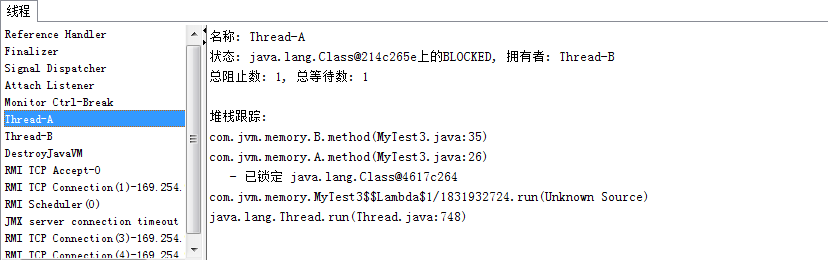 线程
Reference Handler
Finalizer
Signal Dispatcher
Attach Listener
Monitor Ctrl-Break
Thread-A
Thread-B
DestroyJavaVM
RMI TCP Accept-0
RMI TCP Connection(1)-169.254.
RMI Scheduler(0)
JMX server connection timeout
RMI TCP Connection(3)-169.254.
RMI TCP Connection(4)-169.254.
名称: Thread-A
状态: java.lang.Class@214c265e上的BLOCKED, 拥有者: Thread-B
总阻止数: 1, 总等待数: 1
堆栈跟踪:
com.jvm.memory.B.method(MyTest3.java:35)
com.jvm.memory.A.method(MyTest3.java:26)
- 已锁定 java.lang.Class@4617c264
com.jvm.memory.MyTest3$$Lambda$1/1831932724.run(Unknown Source)
java.lang.Thread.run(Thread.java:748)